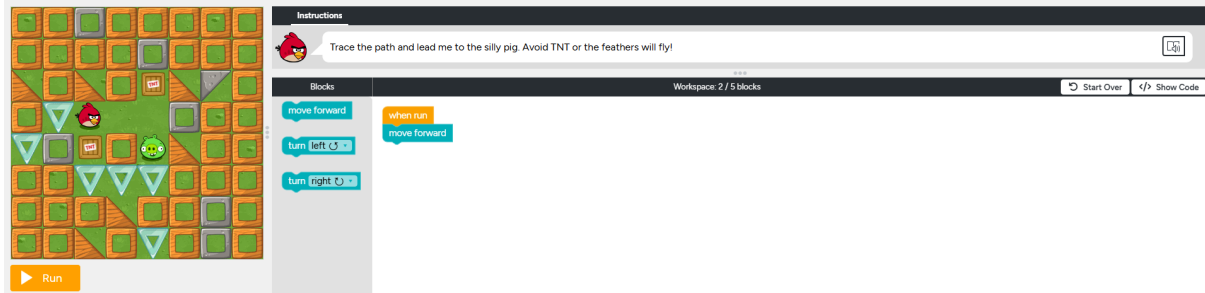 Instructions
Trace the path and lead me to the silly pig. Avoid TNT or the feathers will fly!
Blocks
Workspace: 2 / 5 blocks
Start Over
</> Show Code
move forward
turn left
turn right
when run
move forward
TNT
TNT
Run